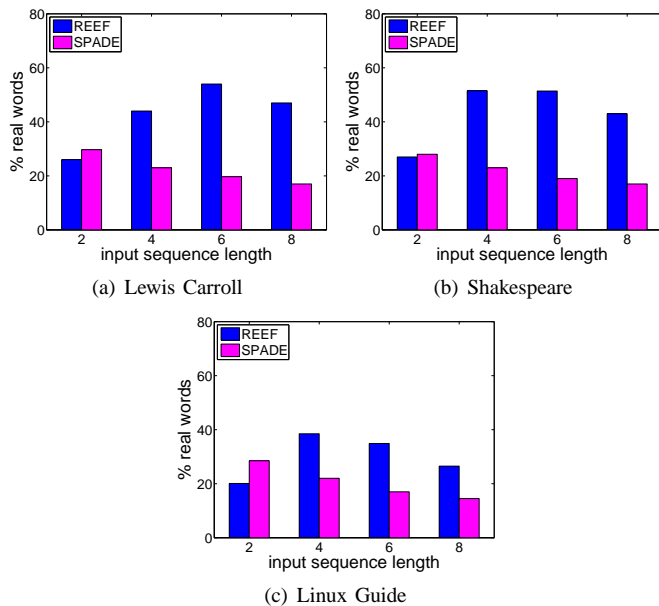 80
REEF
SPADE
60
40
20
0
% real words
2 4 6 8
input sequence length
(a) Lewis Carroll
80
REEF
SPADE
60
40
20
0
% real words
2 4 6 8
input sequence length
(b) Shakespeare
80
REEF
SPADE
60
40
20
0
% real words
2 4 6 8
input sequence length
(c) Linux Guide